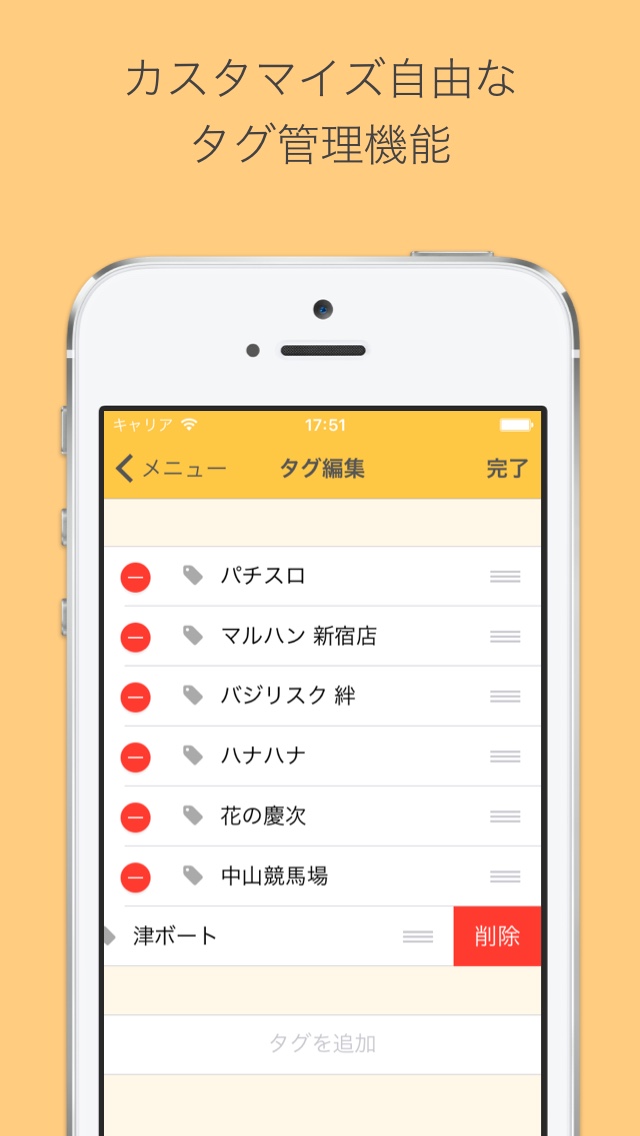 カスタマイズ自由な
タグ管理機能
キャリア 17:51
メニュー タグ編集 完了
パチスロ
マルハン 新宿店
バジリスク 絆
ハナハナ
花の慶次
中山競馬場
津ボート 削除
タグを追加